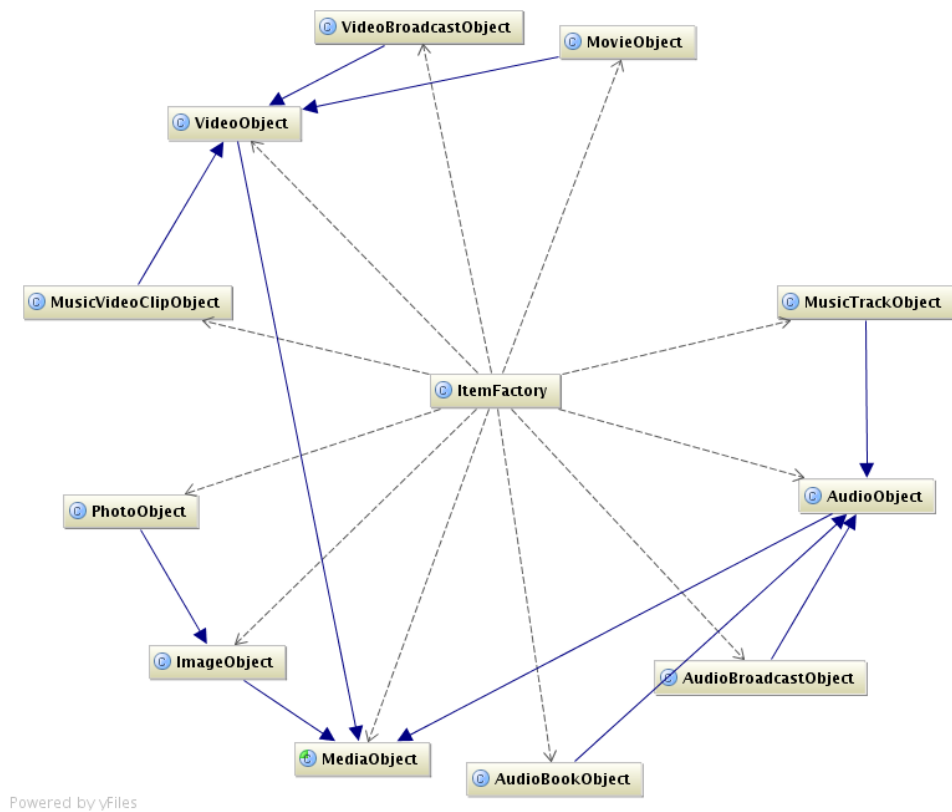 VideoBroadcastObject
MovieObject
VideoObject
MusicVideoClipObject
MusicTrackObject
ItemFactory
AudioObject
PhotoObject
ImageObject
AudioBroadcastObject
MediaObject
AudioBookObject
Powered by yFiles